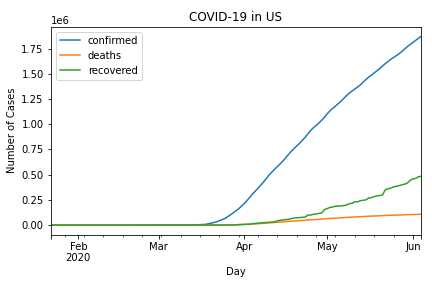 COVID-19 in US
1e6
confirmed
deaths
recovered
1.75
1.50
1.25
1.00
0.75
0.50
0.25
0.00
Number of Cases
Feb
2020
Mar
Apr
May
Jun
Day